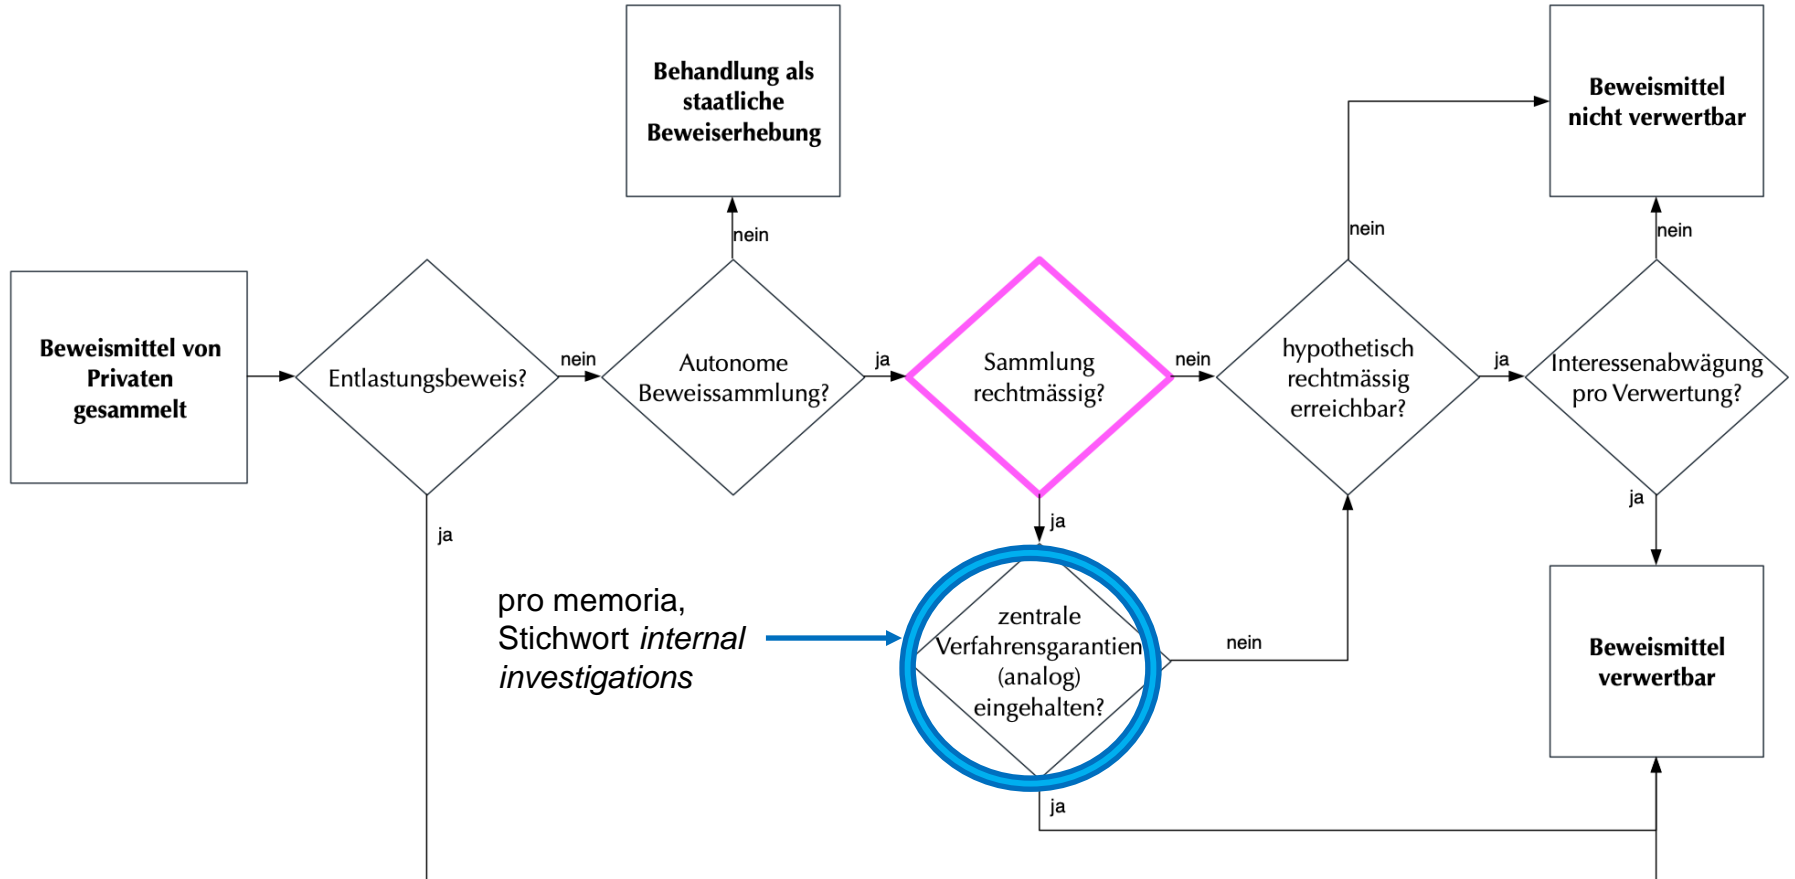 Behandlung als
staatliche
Beweiserhebung
Beweismittel
nicht verwertbar
nein
nein
nein
Beweismittel von
Privaten
gesammelt
Entlastungsbeweis?
nein
Autonome
Beweissammlung?
ja
Sammlung
rechtmässig?
nein
hypothetisch
rechtmässig
erreichbar?
ja
Interessenabwägung
pro Verwertung?
ja
ja
ja
pro memoria,
Stichwort internal
investigations
zentrale
Verfahrensgarantien
(analog)
eingehalten?
nein
Beweismittel
verwertbar
ja